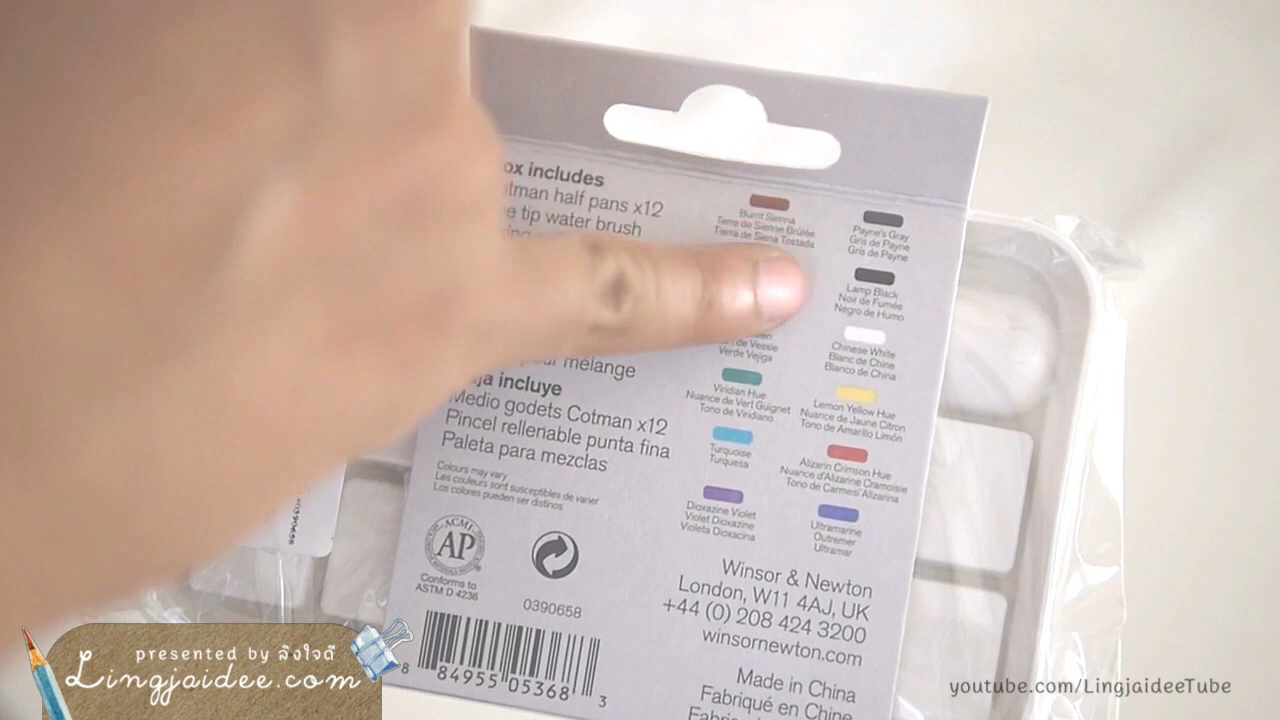 ox includes
tman half pans x12
e tip water brush
pour mélange
ja incluye
Medio godets Cotman x12
Pincel rellenable punta fina
Paleta para mezclas
Colours may vary
Les couleurs sont susceptibles de varier
Los colores pueden ser distinos
ACMI
AP
Conforms to
ASTM D 4236
0390658
8 84955 05368 3
Burnt Sienna
Terre de Sienne Brûlée
Tierra de Siena Tostada
de Vessie
Verde Vejiga
Viridian Hue
Nuance de Vert Guignet
Tono de Viridiano
Turquoise
Turquesa
Dioxazine Violet
Violet Dioxazine
Violeta Dioxacina
Payne's Gray
Gris de Payne
Gris de Payne
Lamp Black
Noir de Fumée
Negro de Humo
Chinese White
Blanc de Chine
Blanco de China
Lemon Yellow Hue
Nuance de Jaune Citron
Tono de Amarillo Limón
Alizarin Crimson Hue
Nuance d'Alizarine Cramoisie
Tono de Carmesí Alizarina
Ultramarine
Outremer
Ultramar
Winsor & Newton
London, W11 4AJ, UK
+44 (0) 208 424 3200
winsornewton.com
Made in China
Fabriqué en Chine
presented by ลิงใจดี
Lingjaidee.com
youtube.com/LingjaideeTube